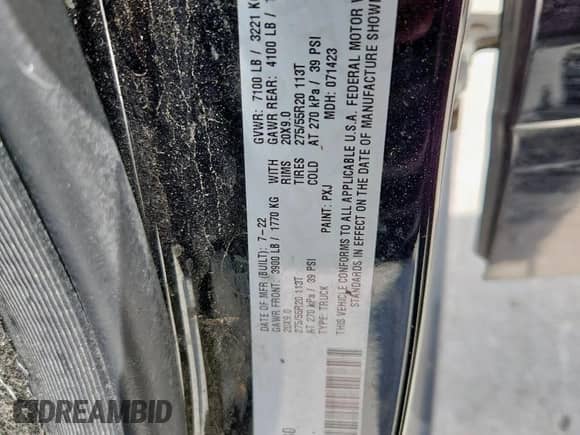 DATE OF MFR (BUILT): 7-22 GVWR: 7100 LB / 3221 KG
GAWR FRONT: 3900 LB / 1770 KG WITH GAWR REAR: 4100 LB /
20X9.0 RIMS 20X9.0
275/55R20 113T TIRES 275/55R20 113T
AT 270 kPa / 39 PSI COLD AT 270 kPa / 39 PSI
TYPE: TRUCK PAINT: PXJ MDH: 071423
THIS VEHICLE CONFORMS TO ALL APPLICABLE U.S.A. FEDERAL MOTOR
STANDARDS IN EFFECT ON THE DATE OF MANUFACTURE SHOWN
DREAMBID